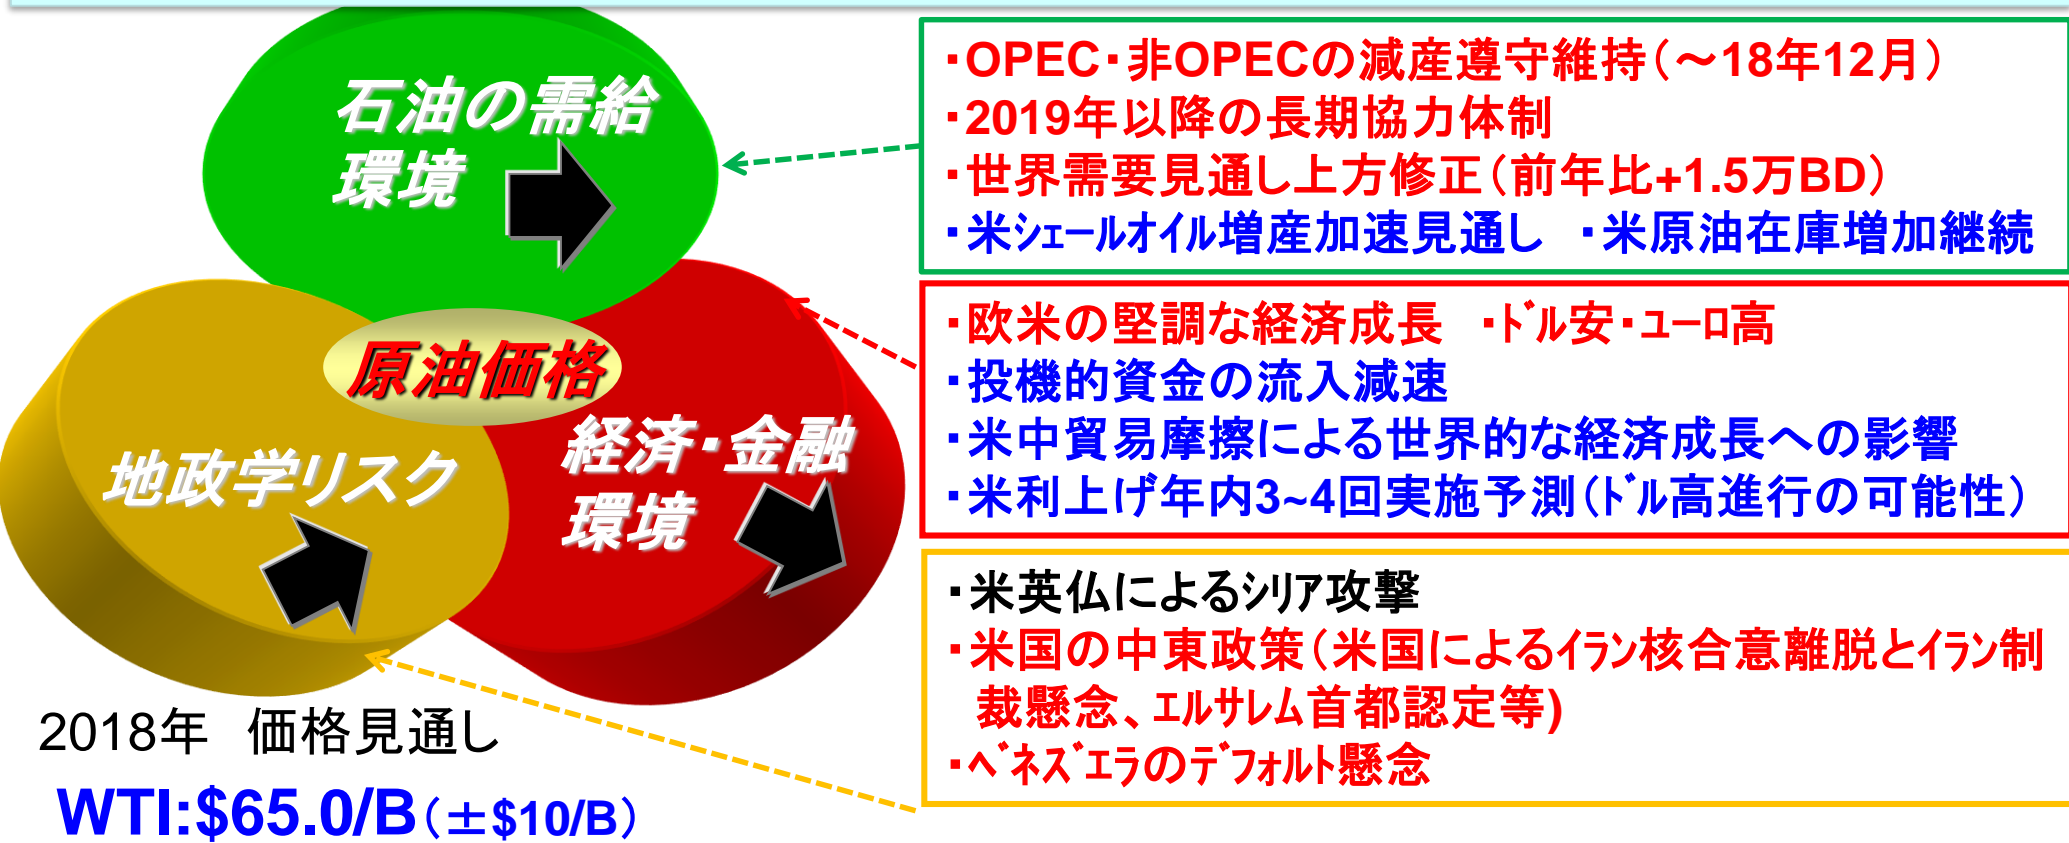 石油の需給
環境
原油価格
地政学リスク
経済・金融
環境
・OPEC・非OPECの減産遵守維持（～18年12月）
・2019年以降の長期協力体制
・世界需要見通し上方修正（前年比+1.5万BD）
・米ｼｪｰﾙｵｲﾙ増産加速見通し　・米原油在庫増加継続
・欧米の堅調な経済成長　・ﾄﾞﾙ安・ﾕｰﾛ高
・投機的資金の流入減速
・米中貿易摩擦による世界的な経済成長への影響
・米利上げ年内3~4回実施予測（ﾄﾞﾙ高進行の可能性）
・米英仏によるｼﾘｱ攻撃
・米国の中東政策（米国によるｲﾗﾝ核合意離脱とｲﾗﾝ制
裁懸念、ｴﾙｻﾚﾑ首都認定等)
・ﾍﾞﾈｽﾞｴﾗのﾃﾞﾌｫﾙﾄ懸念
2018年　価格見通し
WTI:$65.0/B（±$10/B）